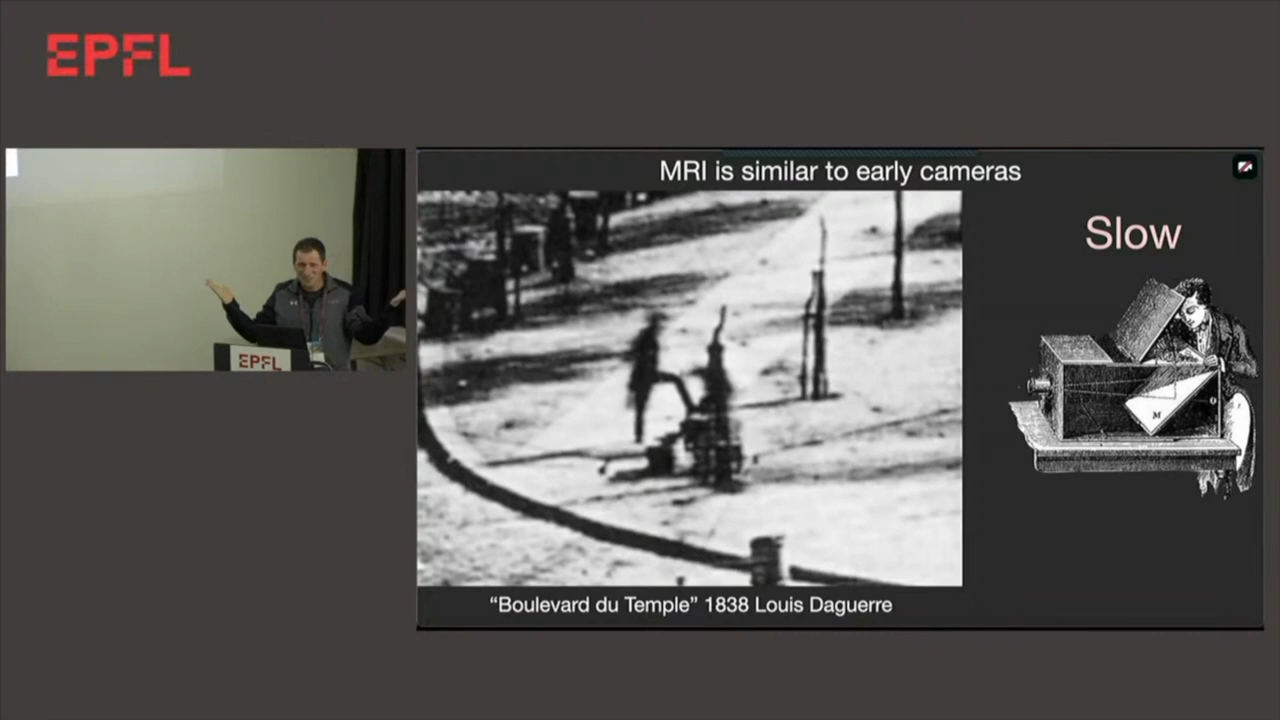 EPFL
MRI is similar to early cameras
Slow
EPFL
M
O
“Boulevard du Temple” 1838 Louis Daguerre